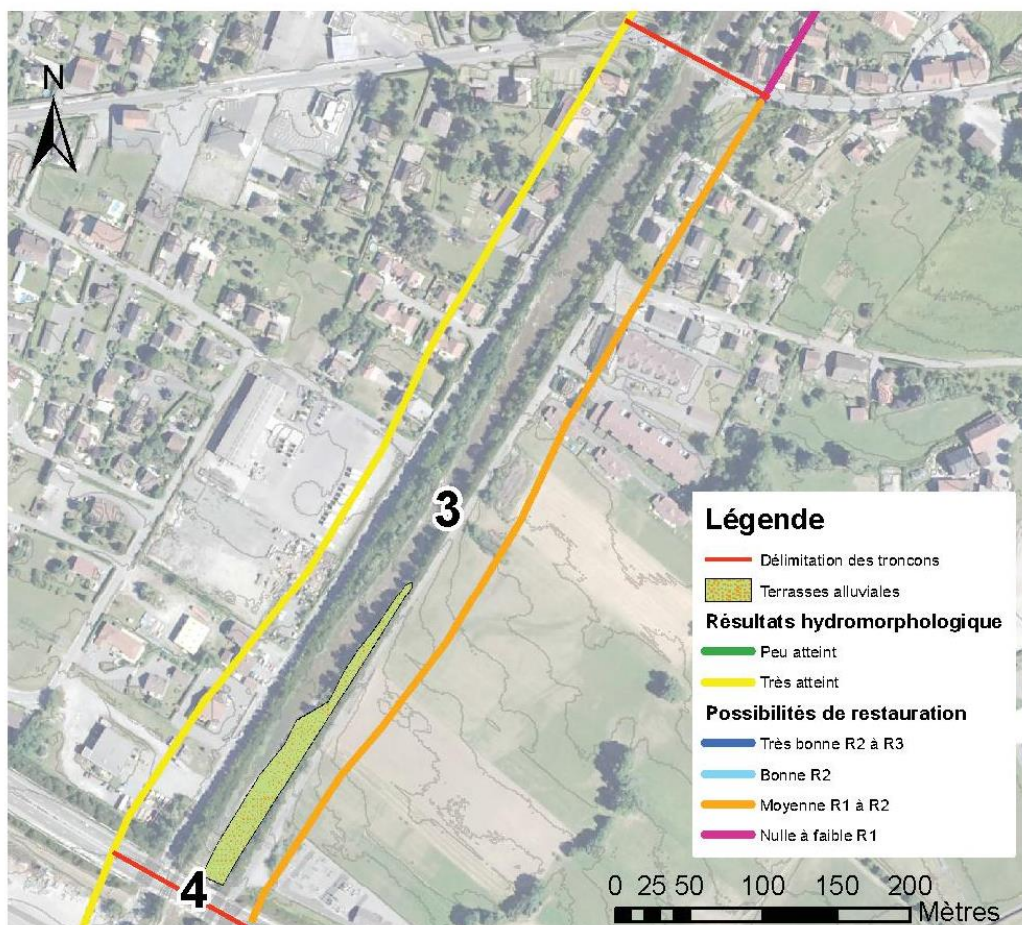 N
3
4
Légende
Délimitation des troncons
Terrasses alluviales
Résultats hydromorphologique
Peu atteint
Très atteint
Possibilités de restauration
Très bonne R2 à R3
Bonne R2
Moyenne R1 à R2
Nulle à faible R1
0 25 50 100 150 200
Mètres